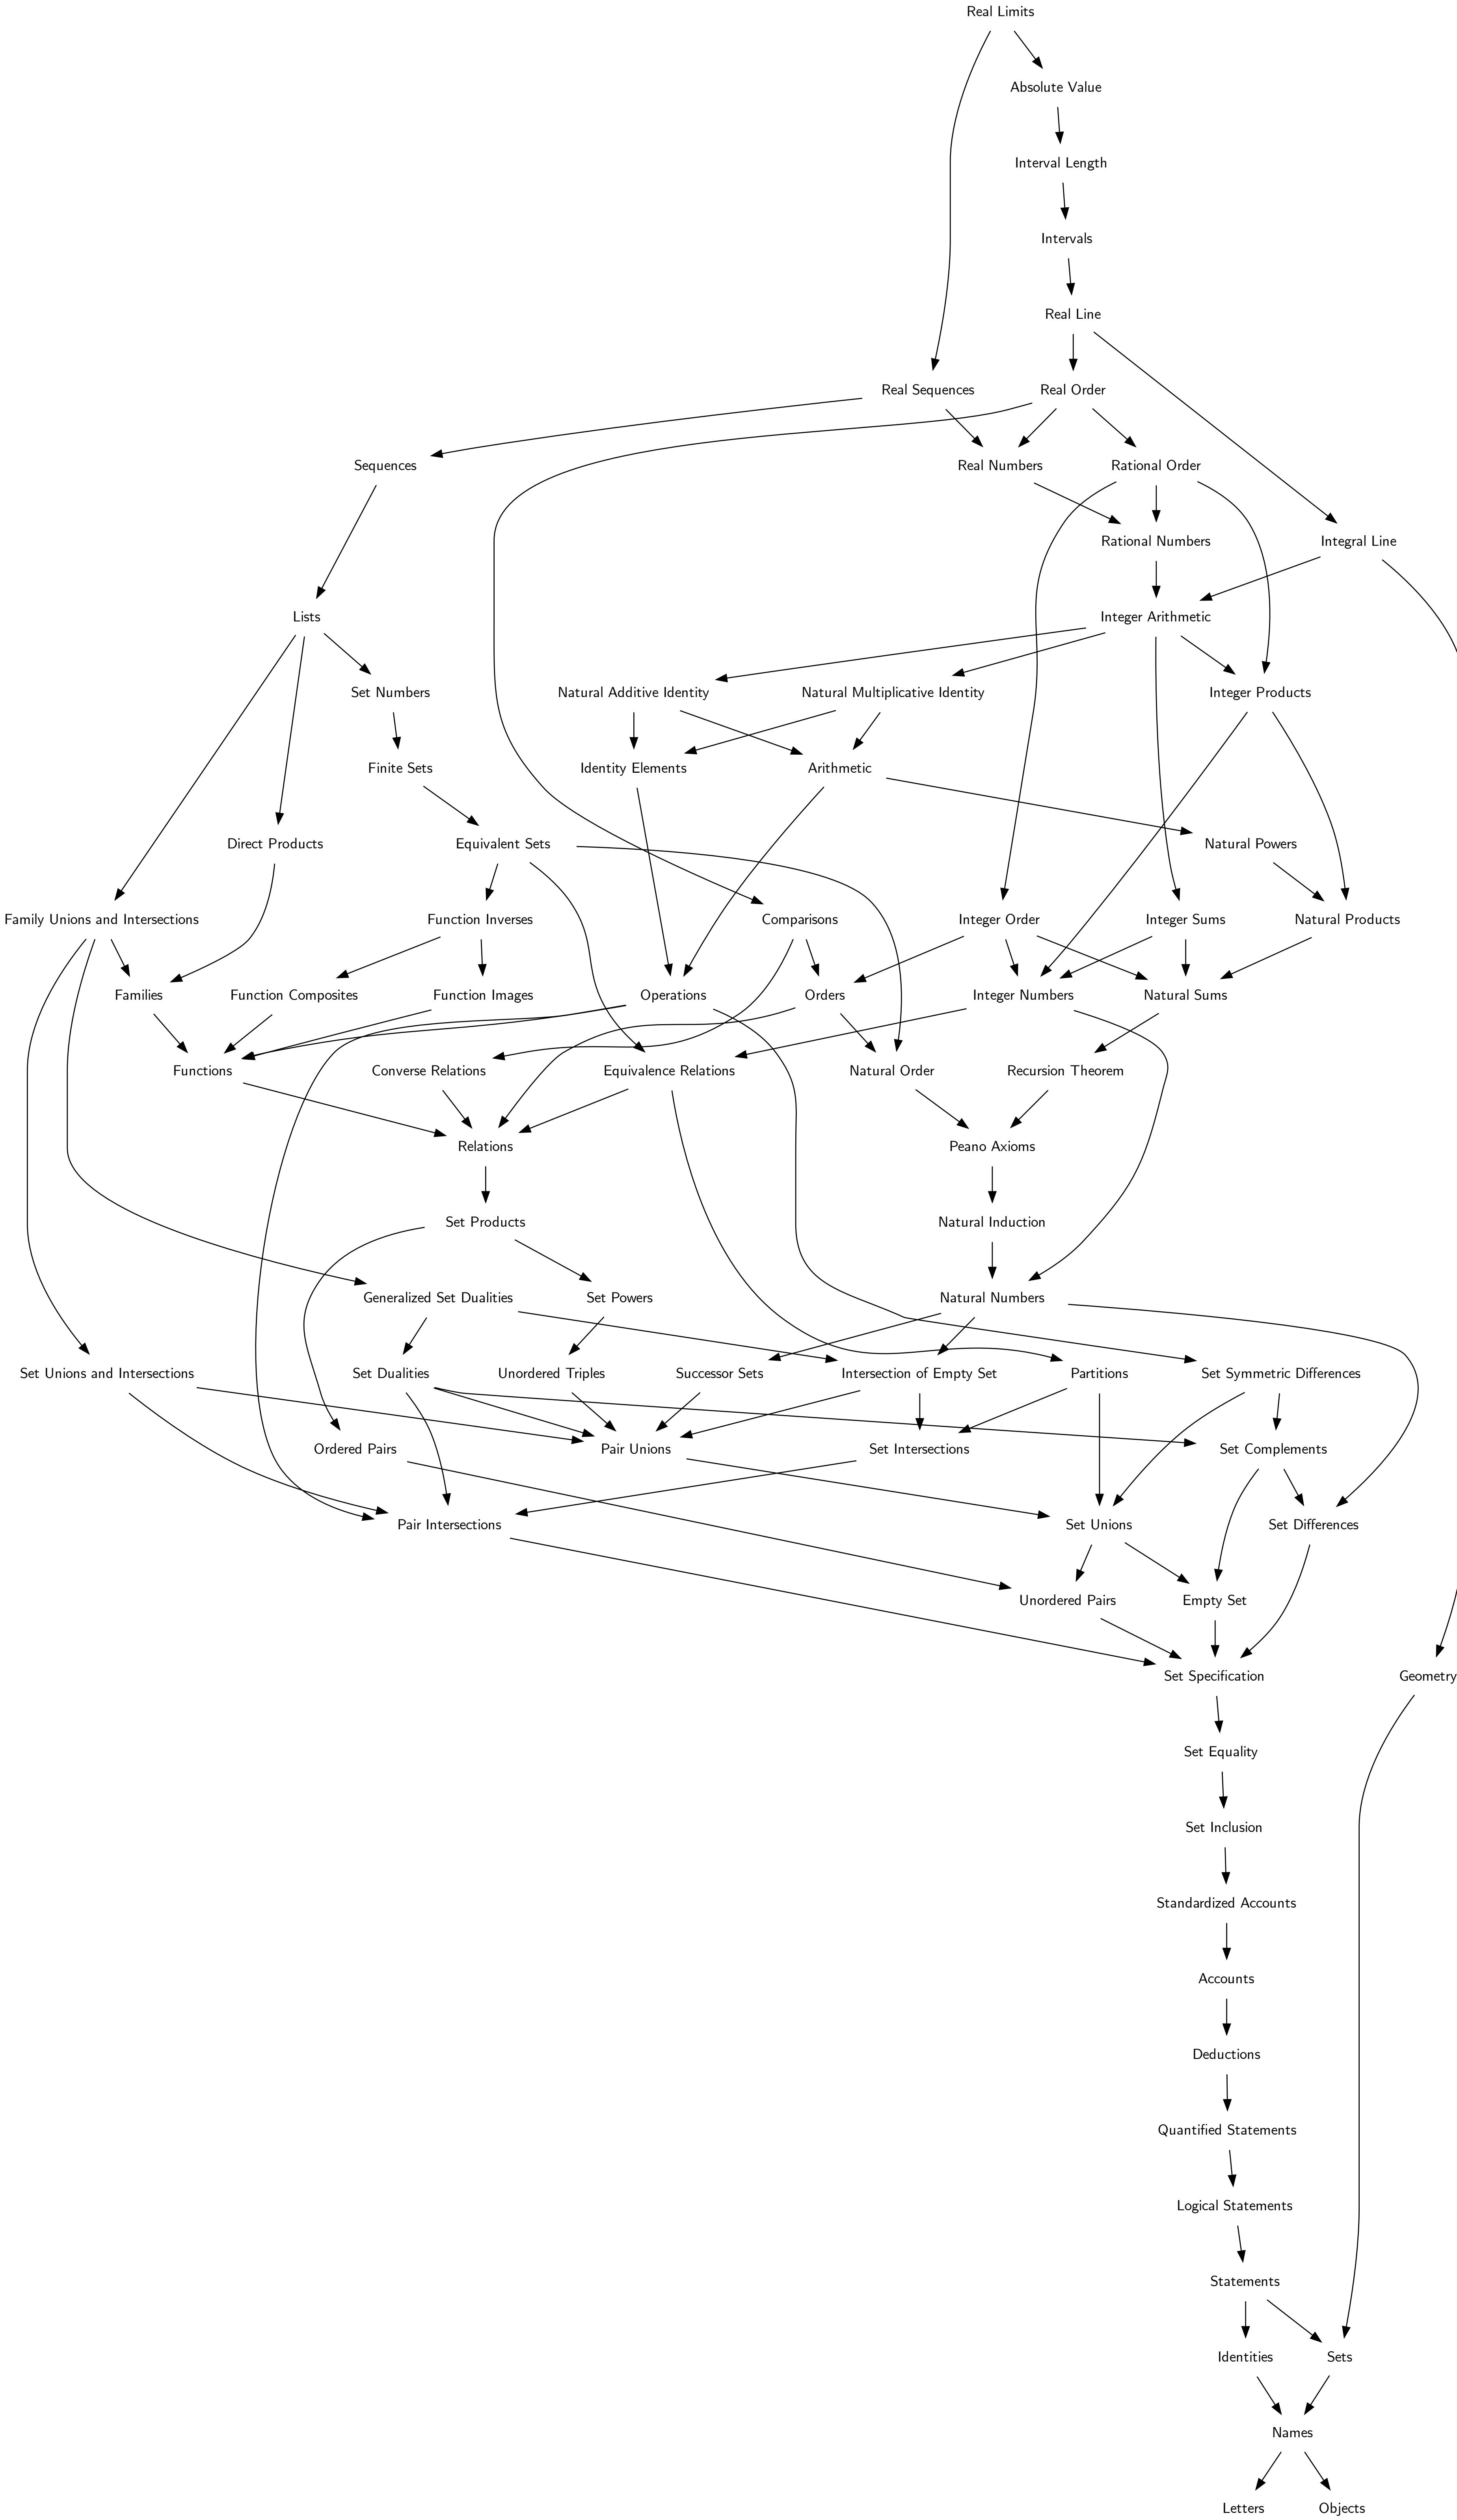 Real Limits
Absolute Value
Interval Length
Intervals
Real Line
Real Sequences
Real Order
Sequences
Real Numbers
Rational Order
Rational Numbers
Integral Line
Lists
Integer Arithmetic
Set Numbers
Natural Additive Identity
Natural Multiplicative Identity
Integer Products
Finite Sets
Identity Elements
Arithmetic
Direct Products
Equivalent Sets
Natural Powers
Family Unions and Intersections
Function Inverses
Comparisons
Integer Order
Integer Sums
Natural Products
Families
Function Composites
Function Images
Operations
Orders
Integer Numbers
Natural Sums
Functions
Converse Relations
Equivalence Relations
Natural Order
Recursion Theorem
Relations
Peano Axioms
Set Products
Natural Induction
Generalized Set Dualities
Set Powers
Natural Numbers
Set Unions and Intersections
Set Dualities
Unordered Triples
Successor Sets
Intersection of Empty Set
Partitions
Set Symmetric Differences
Ordered Pairs
Pair Unions
Set Intersections
Set Complements
Pair Intersections
Set Unions
Set Differences
Unordered Pairs
Empty Set
Set Specification
Geometry
Set Equality
Set Inclusion
Standardized Accounts
Accounts
Deductions
Quantified Statements
Logical Statements
Statements
Identities
Sets
Names
Letters
Objects